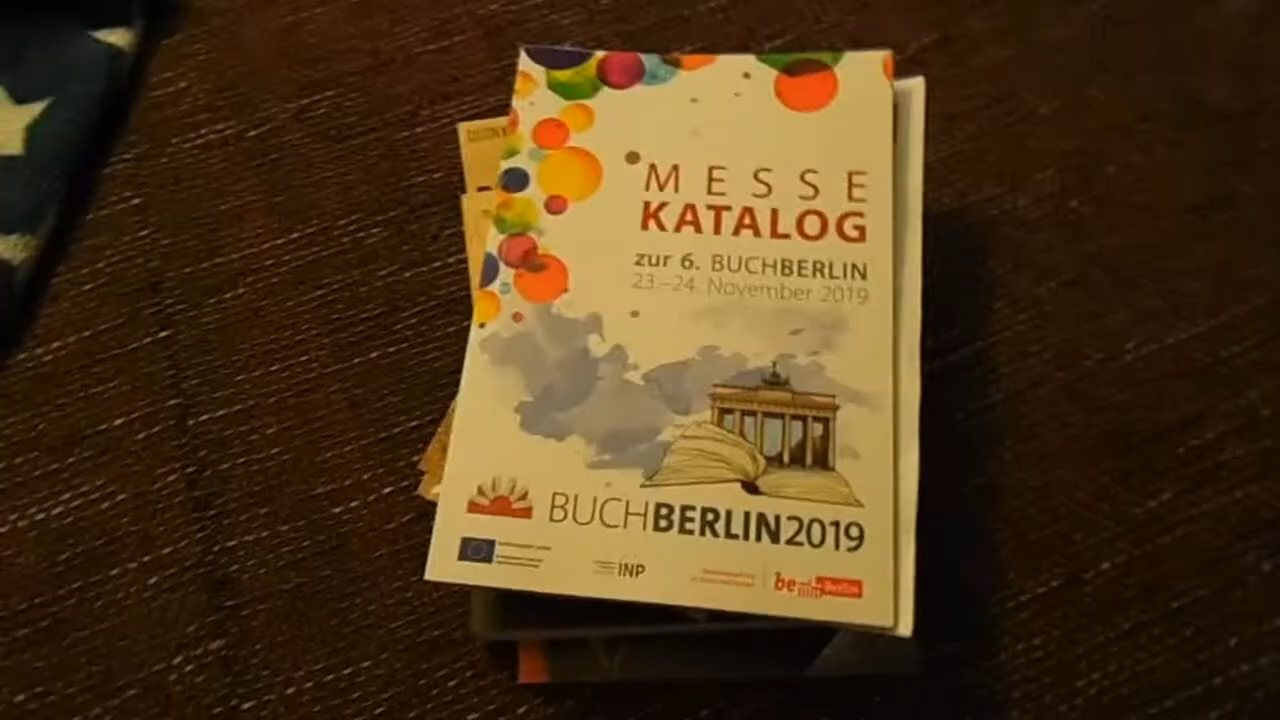 MESSE
KATALOG
zur 6. BUCHBERLIN
23.–24. November 2019
BUCHBERLIN2019
INP
be Berlin